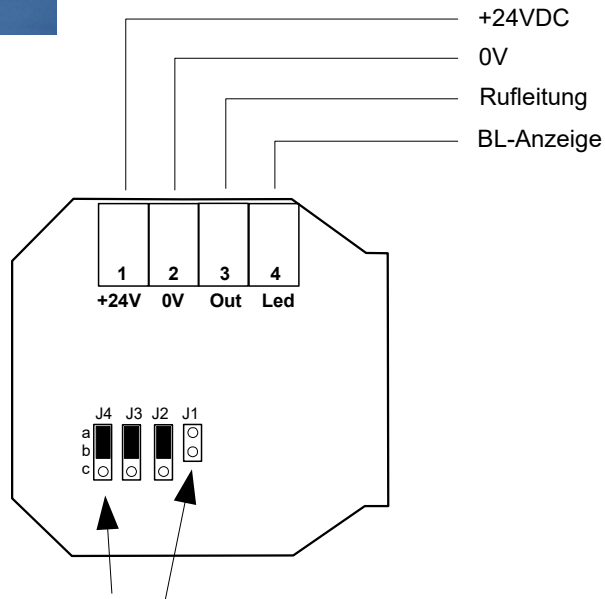 +24VDC
0V
Rufleitung
BL-Anzeige
1 2 3 4
+24V 0V Out Led
J4 J3 J2 J1
a
b
c